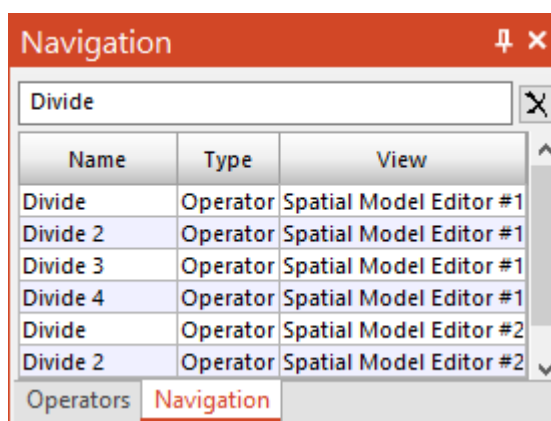 Navigation
Divide
Name Type View
Divide Operator Spatial Model Editor #1
Divide 2 Operator Spatial Model Editor #1
Divide 3 Operator Spatial Model Editor #1
Divide 4 Operator Spatial Model Editor #1
Divide Operator Spatial Model Editor #2
Divide 2 Operator Spatial Model Editor #2
Operators Navigation